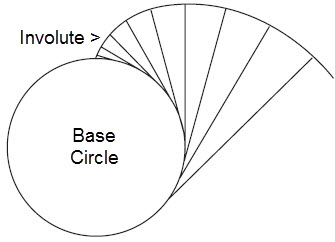 Involute >
Base
Circle